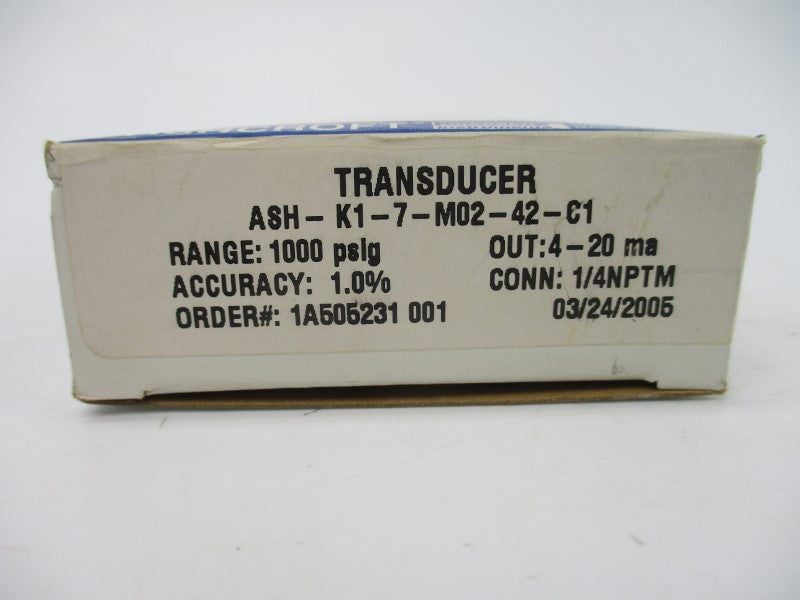 TRANSDUCER
ASH- K1-7-M02-42-C1
RANGE: 1000 psig OUT:4-20 ma
ACCURACY: 1.0% CONN: 1/4NPTM
ORDER#: 1A505231 001 03/24/2005